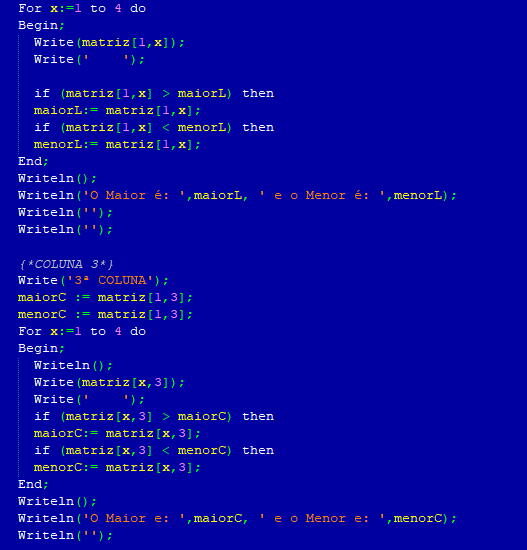 For x:=1 to 4 do
Begin;
Write(matriz[1,x]);
Write('    ');
if (matriz[1,x] > maiorL) then
maiorL:= matriz[1,x];
if (matriz[1,x] < menorL) then
menorL:= matriz[1,x];
End;
Writeln();
Writeln('O Maior é: ',maiorL, ' e o Menor é: ',menorL);
Writeln('');
Writeln('');
{*COLUNA 3*}
Write('3ª COLUNA');
maiorC := matriz[1,3];
menorC := matriz[1,3];
For x:=1 to 4 do
Begin;
Writeln();
Write(matriz[x,3]);
Write('    ');
if (matriz[x,3] > maiorC) then
maiorC:= matriz[x,3];
if (matriz[x,3] < menorC) then
menorC:= matriz[x,3];
End;
Writeln();
Writeln('O Maior e: ',maiorC, ' e o Menor e: ',menorC);
Writeln('');